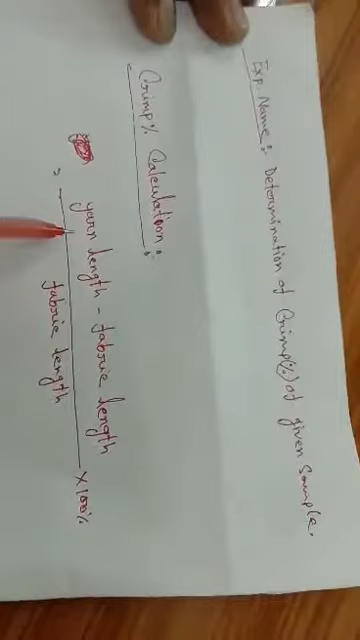 Exp. Name: Determination of Crimp(%) of given Sample.
Crimp% Calculation:
= yarn length - fabric length
fabric length
× 100%